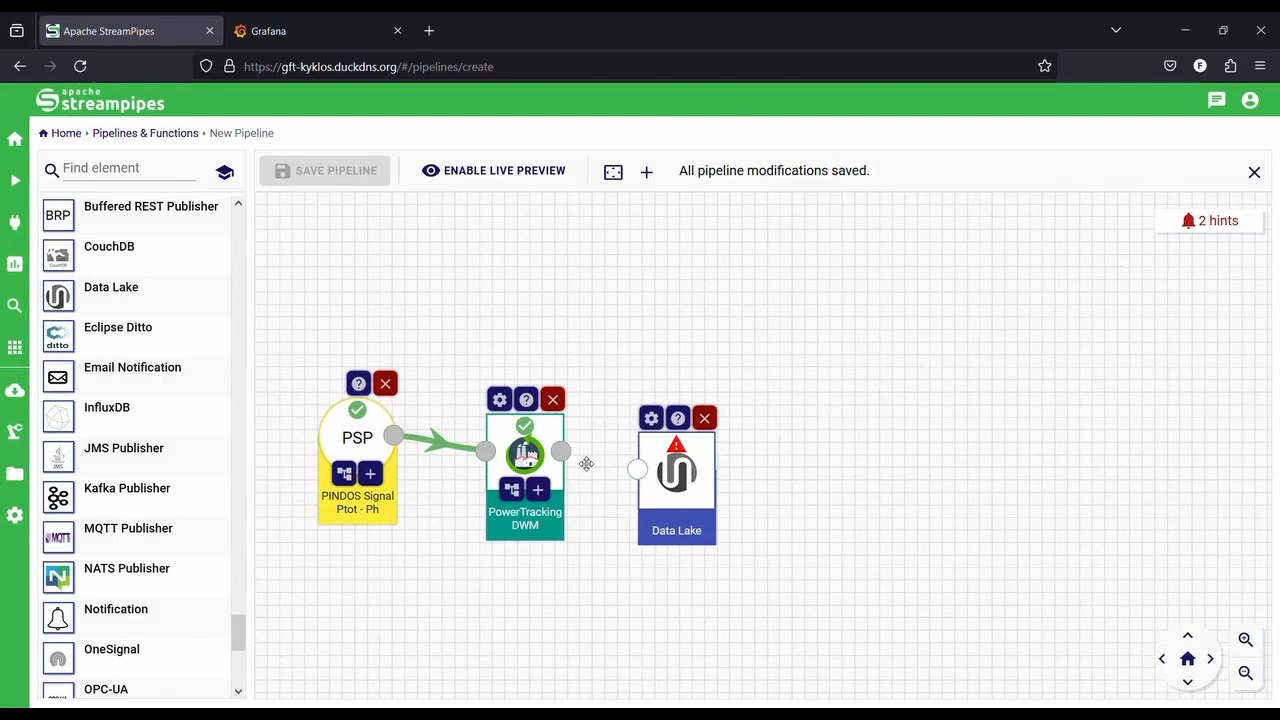 Apache StreamPipes
Grafana
https://gft-kyklos.duckdns.org/#/pipelines/create
apache
streampipes
Home › Pipelines & Functions › New Pipeline
Find element
SAVE PIPELINE
ENABLE LIVE PREVIEW
All pipeline modifications saved.
2 hints
BRP
Buffered REST Publisher
CouchDB
CouchDB
Data Lake
ditto
Eclipse Ditto
Email Notification
InfluxDB
JMS
JMS Publisher
Kafka Publisher
MQTT
MQTT Publisher
NATS Publisher
Notification
OneSignal
OPC-UA
PSP
PINDOS Signal
Ptot - Ph
PowerTracking
DWM
Data Lake
F